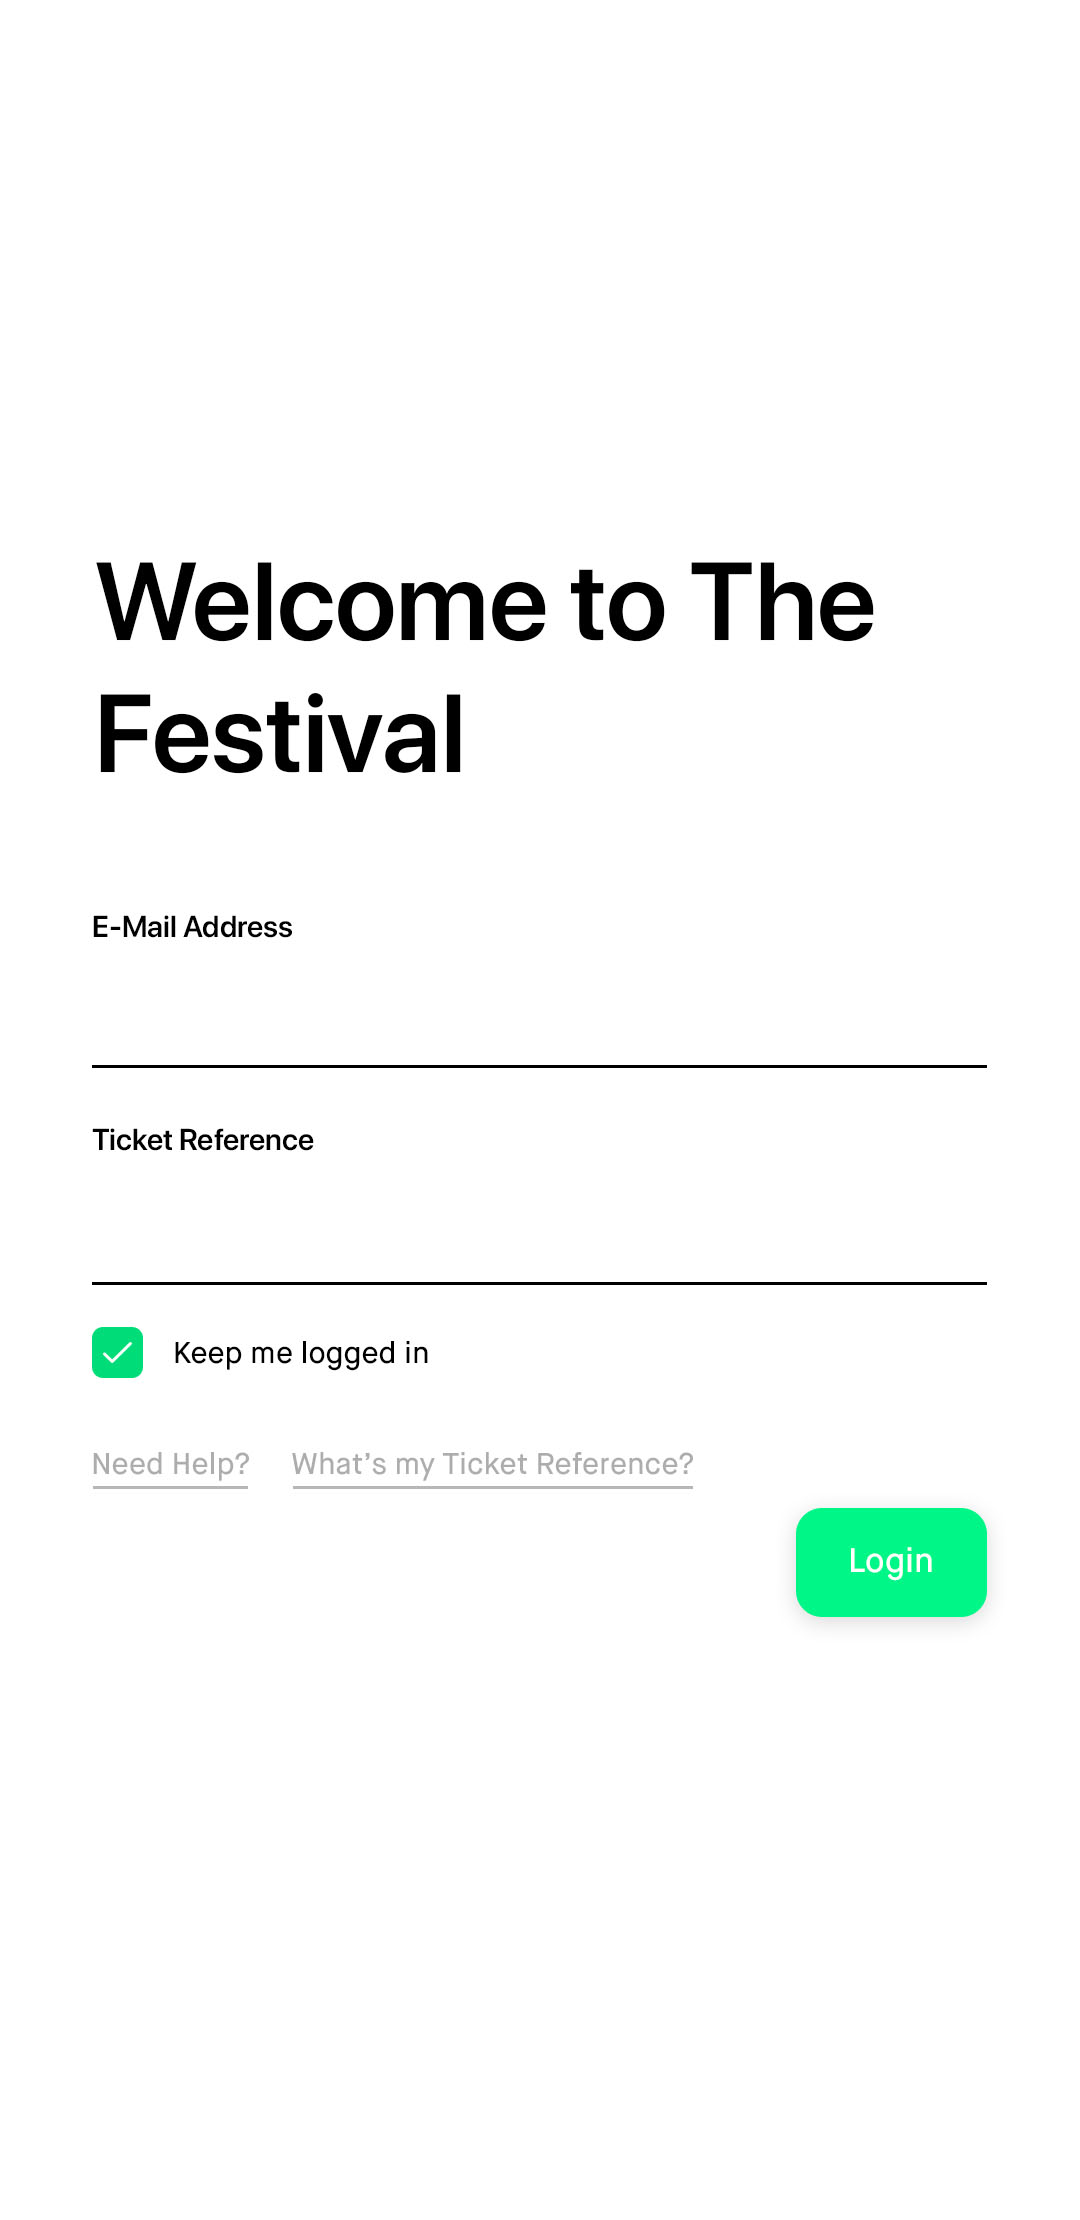 Welcome to The
Festival
E-Mail Address
Ticket Reference
Keep me logged in
Need Help? What’s my Ticket Reference?
Login